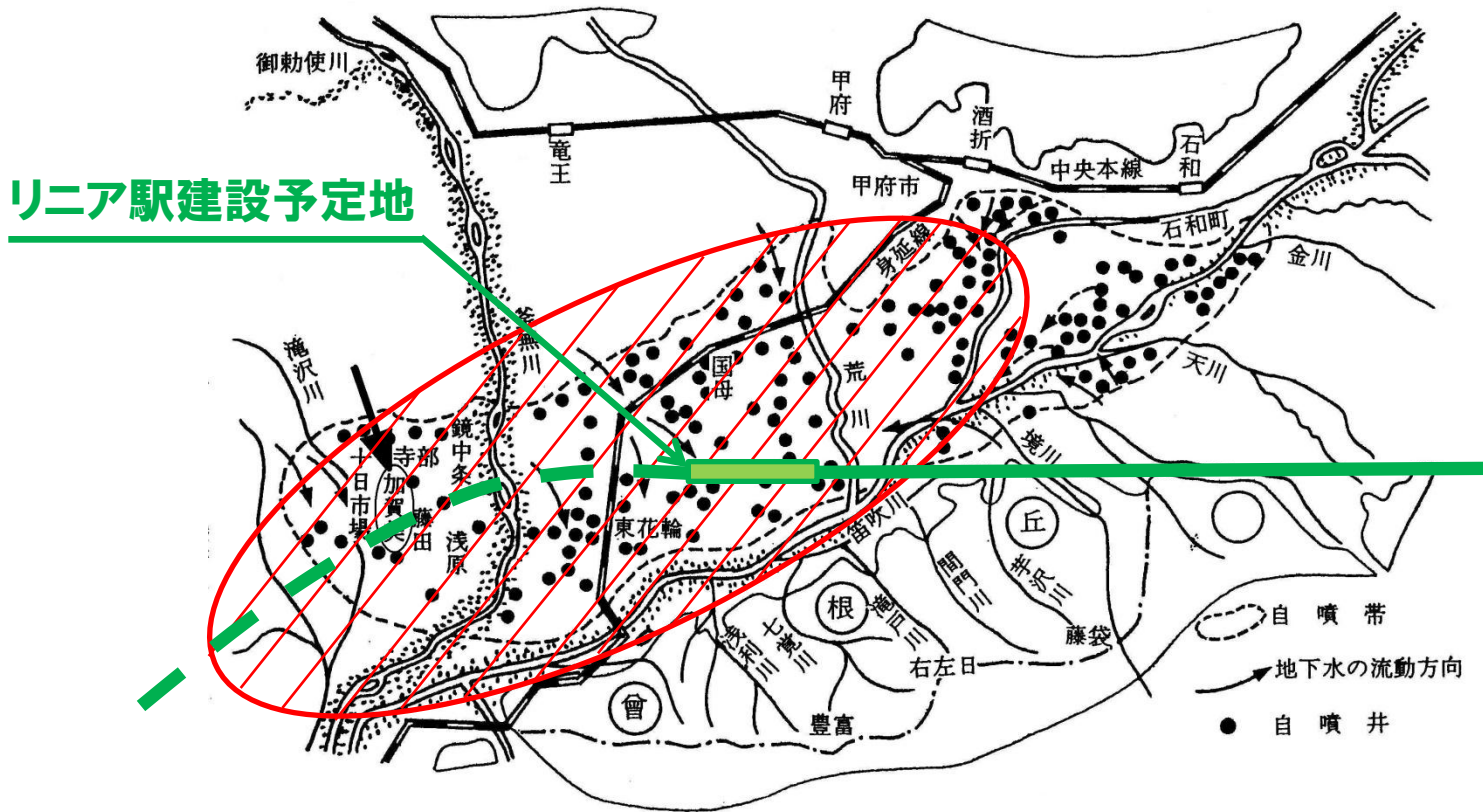 御勅使川
甲府
酒折
石和
竜王
中央本線
甲府市
リニア駅建設予定地
石和町
身延線
金川
釜無川
滝沢川
国母
荒川
天川
鏡中条
寺部
十日市場
藤田
浅原
境川
東花輪
笛吹川
丘
間門川
芋沢川
根
滝戸川
七覚川
浅利川
藤袋
右左日
曾
豊富
自噴帯
地下水の流動方向
自噴井